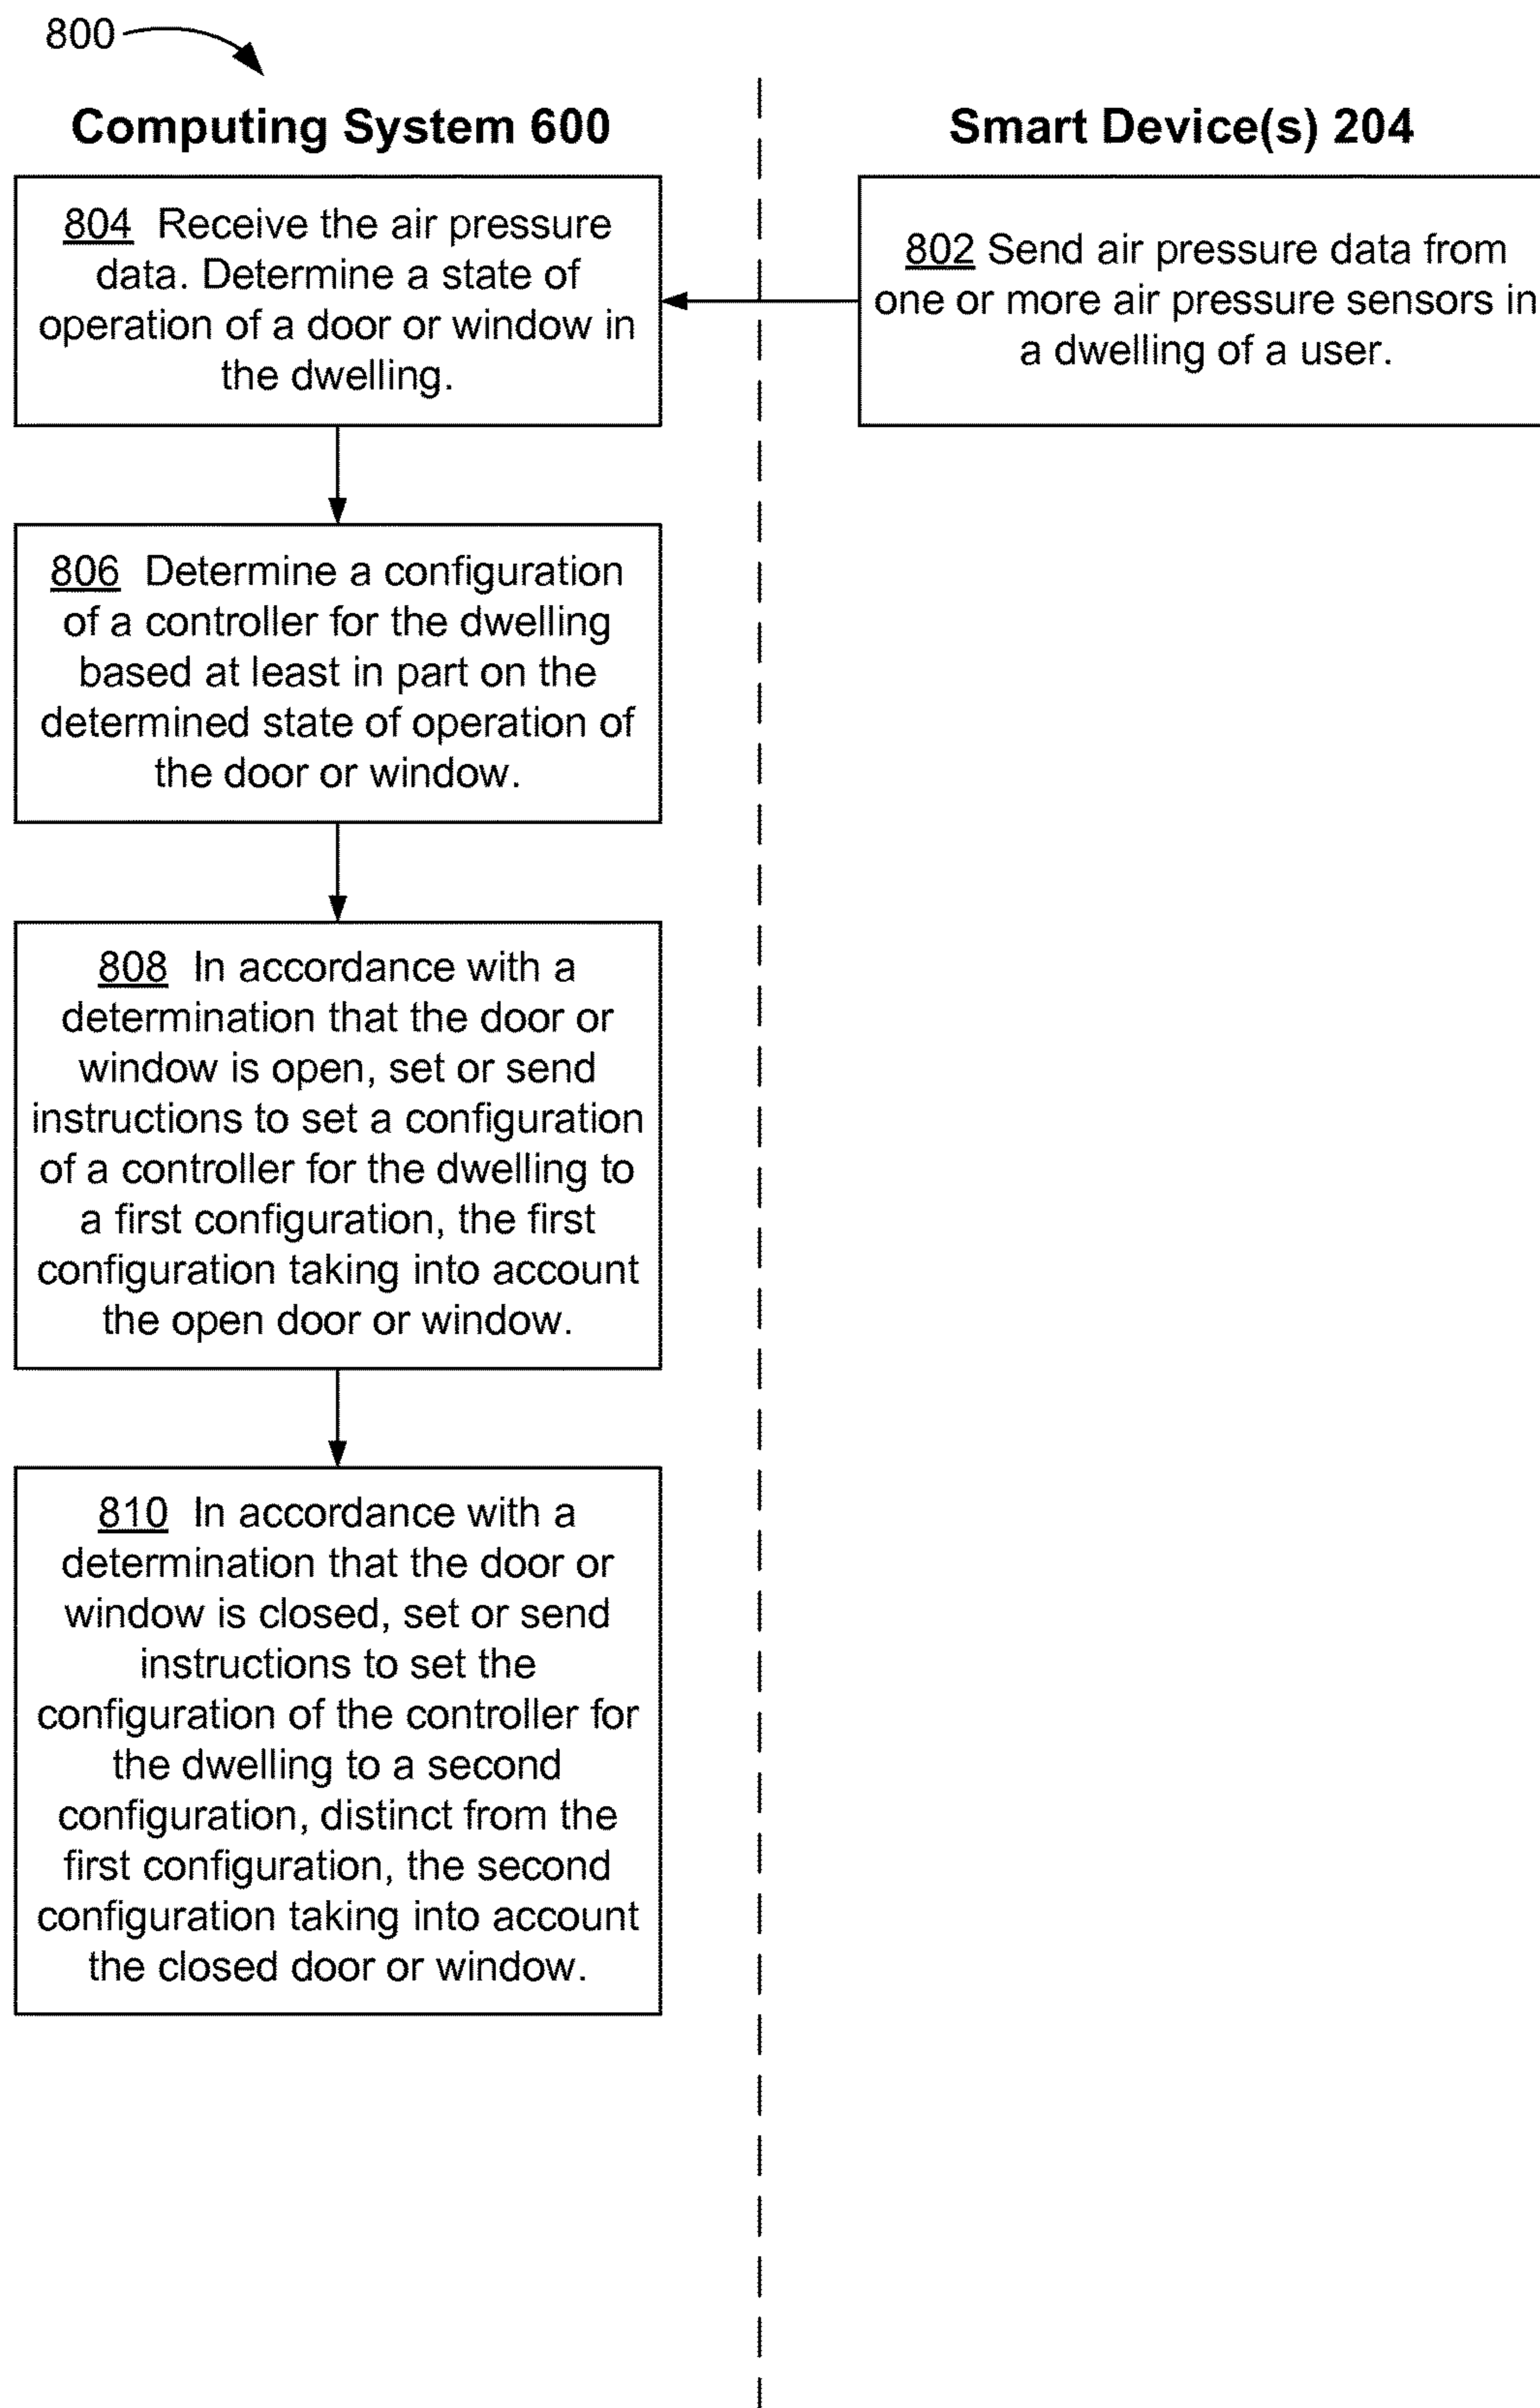 800
Computing System 600
804 Receive the air pressure
data. Determine a state of
operation of a door or window in
the dwelling.
806 Determine a configuration
of a controller for the dwelling
based at least in part on the
determined state of operation of
the door or window.
808 In accordance with a
determination that the door or
window is open, set or send
instructions to set a configuration
of a controller for the dwelling to
a first configuration, the first
configuration taking into account
the open door or window.
810 In accordance with a
determination that the door or
window is closed, set or send
instructions to set the
configuration of the controller for
the dwelling to a second
configuration, distinct from the
first configuration, the second
configuration taking into account
the closed door or window.
Smart Device(s) 204
802 Send air pressure data from
one or more air pressure sensors in
a dwelling of a user.